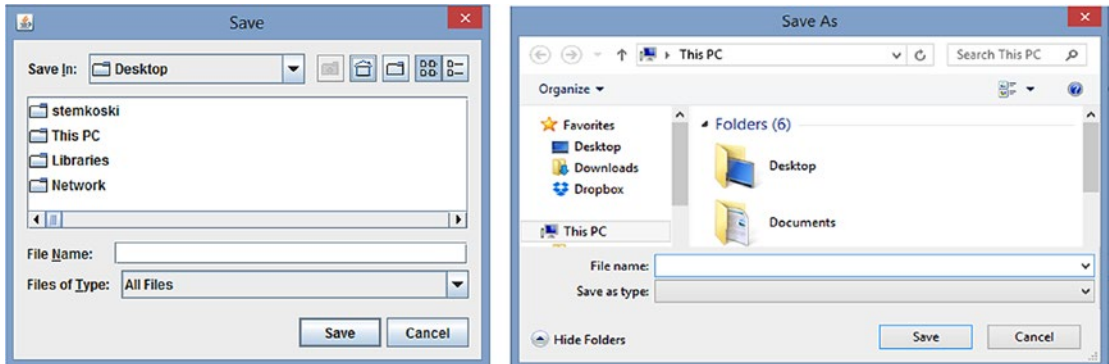 Save
Save In: Desktop
stemkoski
This PC
Libraries
Network
File Name:
Files of Type: All Files
Save Cancel
Save As
This PC Search This PC
Organize
Favorites
Desktop
Downloads
Dropbox
This PC
Folders (6)
Desktop
Documents
File name:
Save as type:
Hide Folders Save Cancel